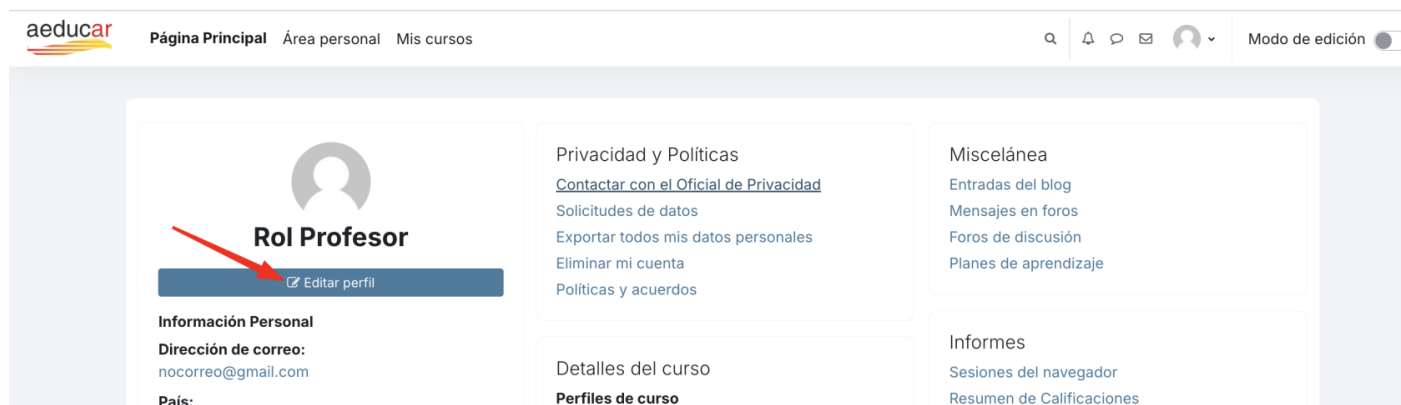 aeducar
Página Principal Área personal Mis cursos
Modo de edición
Rol Profesor
Editar perfil
Información Personal
Dirección de correo:
nocorreo@gmail.com
País:
Privacidad y Políticas
Contactar con el Oficial de Privacidad
Solicitudes de datos
Exportar todos mis datos personales
Eliminar mi cuenta
Políticas y acuerdos
Detalles del curso
Perfiles de curso
Miscelánea
Entradas del blog
Mensajes en foros
Foros de discusión
Planes de aprendizaje
Informes
Sesiones del navegador
Resumen de Calificaciones